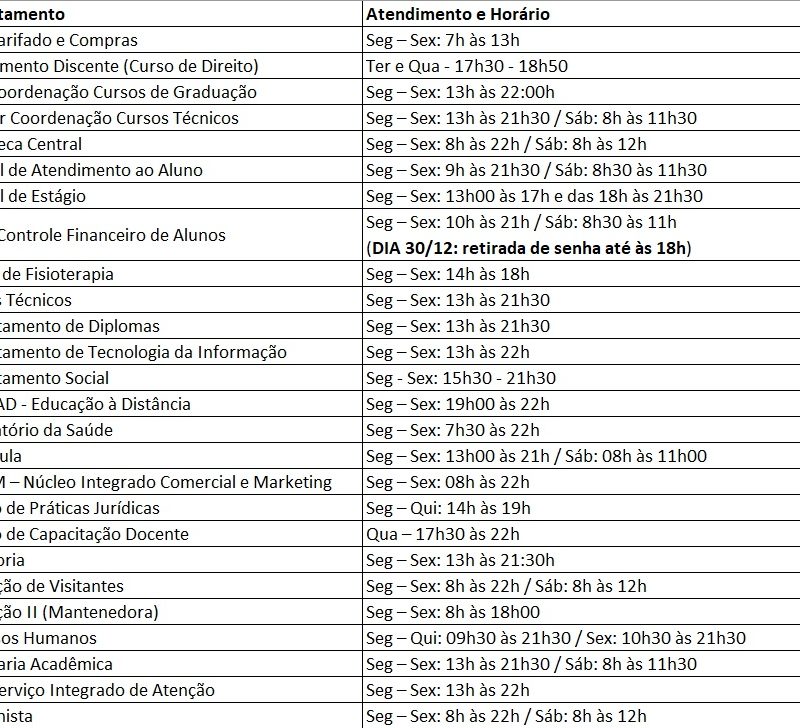 tamento Atendimento e Horário
arifado e Compras Seg – Sex: 7h às 13h
mento Discente (Curso de Direito) Ter e Qua - 17h30 - 18h50
oordenação Cursos de Graduação Seg – Sex: 13h às 22:00h
r Coordenação Cursos Técnicos Seg – Sex: 13h às 21h30 / Sáb: 8h às 11h30
eca Central Seg – Sex: 8h às 22h / Sáb: 8h às 12h
l de Atendimento ao Aluno Seg – Sex: 9h às 21h30 / Sáb: 8h30 às 11h30
l de Estágio Seg – Sex: 13h00 às 17h e das 18h às 21h30
Controle Financeiro de Alunos Seg – Sex: 10h às 21h / Sáb: 8h30 às 11h
(DIA 30/12: retirada de senha até às 18h)
de Fisioterapia Seg – Sex: 14h às 18h
s Técnicos Seg – Sex: 13h às 21h30
tamento de Diplomas Seg – Sex: 13h às 21h30
tamento de Tecnologia da Informação Seg – Sex: 13h às 22h
tamento Social Seg - Sex: 15h30 - 21h30
AD - Educação à Distância Seg – Sex: 19h00 às 22h
atório da Saúde Seg – Sex: 7h30 às 22h
ula Seg – Sex: 13h00 às 21h / Sáb: 08h às 11h00
M – Núcleo Integrado Comercial e Marketing Seg – Sex: 08h às 22h
o de Práticas Jurídicas Seg – Qui: 14h às 19h
o de Capacitação Docente Qua – 17h30 às 22h
oria Seg – Sex: 13h às 21:30h
ção de Visitantes Seg – Sex: 8h às 22h / Sáb: 8h às 12h
ção II (Mantenedora) Seg – Sex: 8h às 18h00
sos Humanos Seg – Qui: 09h30 às 21h30 / Sex: 10h30 às 21h30
aria Acadêmica Seg – Sex: 13h às 21h30 / Sáb: 8h às 11h30
erviço Integrado de Atenção Seg – Sex: 13h às 22h
nista Seg – Sex: 8h às 22h / Sáb: 8h às 12h